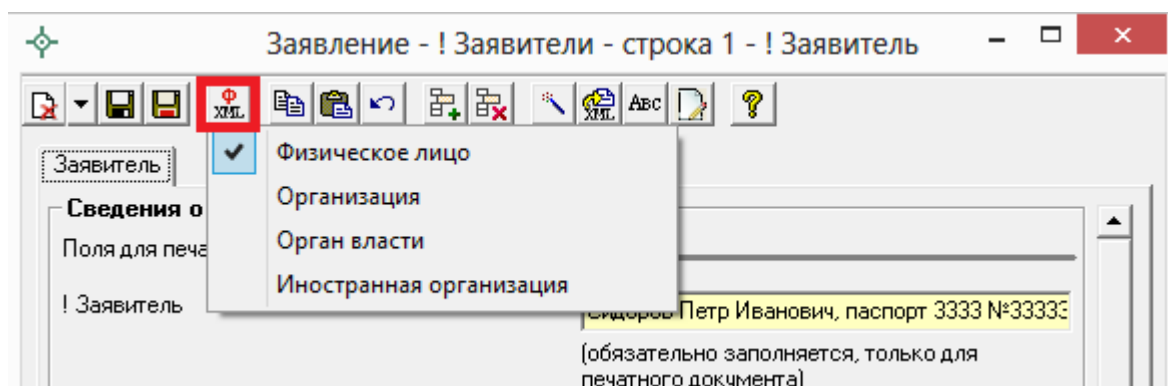 Заявление - ! Заявители - строка 1 - ! Заявитель
Ф
XML
XML
ABC
?
Заявитель
Физическое лицо
Организация
Орган власти
Иностранная организация
Сведения о
Поля для печа
! Заявитель
Сидоров Петр Иванович, паспорт 3333 №33333
(обязательно заполняется, только для
печатного документа)